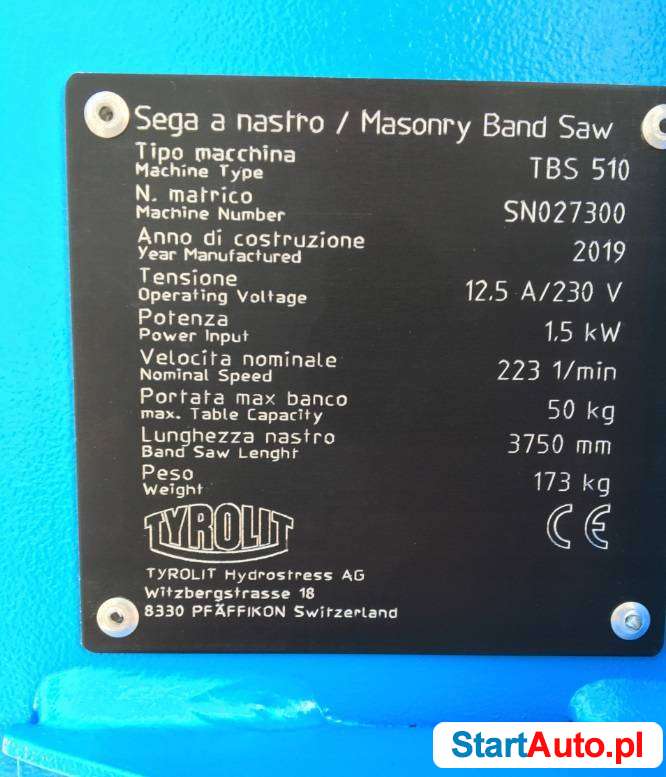 Sega a nastro / Masonry Band Saw
Tipo macchina
Machine Type TBS 510
N. matrico
Machine Number SN027300
Anno di costruzione
Year Manufactured 2019
Tensione
Operating Voltage 12,5 A/230 V
Potenza
Power Input 1,5 kW
Velocita nominale
Nominal Speed 223 1/min
Portata max banco
max. Table Capacity 50 kg
Lunghezza nastro
Band Saw Lenght 3750 mm
Peso
Weight 173 kg
TYROLIT CE
TYROLIT Hydrostress AG
Witzbergstrasse 18
8330 PFÄFFIKON Switzerland
StartAuto.pl